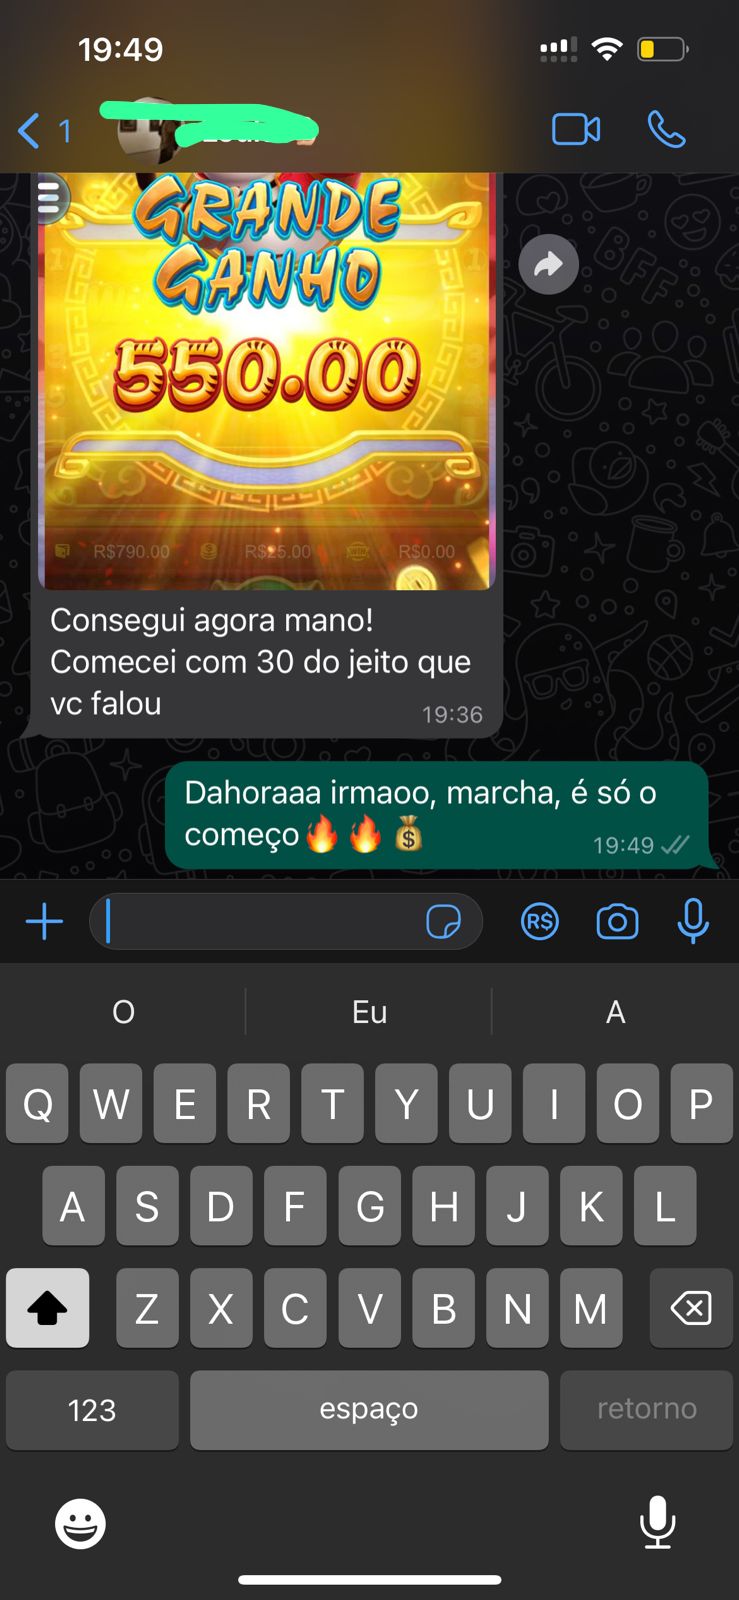 19:49
1
GRANDE
GANHO
550.00
R$790.00 R$25.00 R$0.00
Consegui agora mano!
Comecei com 30 do jeito que
vc falou
19:36
Dahoraaa irmaoo, marcha, é só o
começo🔥🔥💰
19:49
R$
O Eu A
Q W E R T Y U I O P
A S D F G H J K L
Z X C V B N M
123 espaço retorno